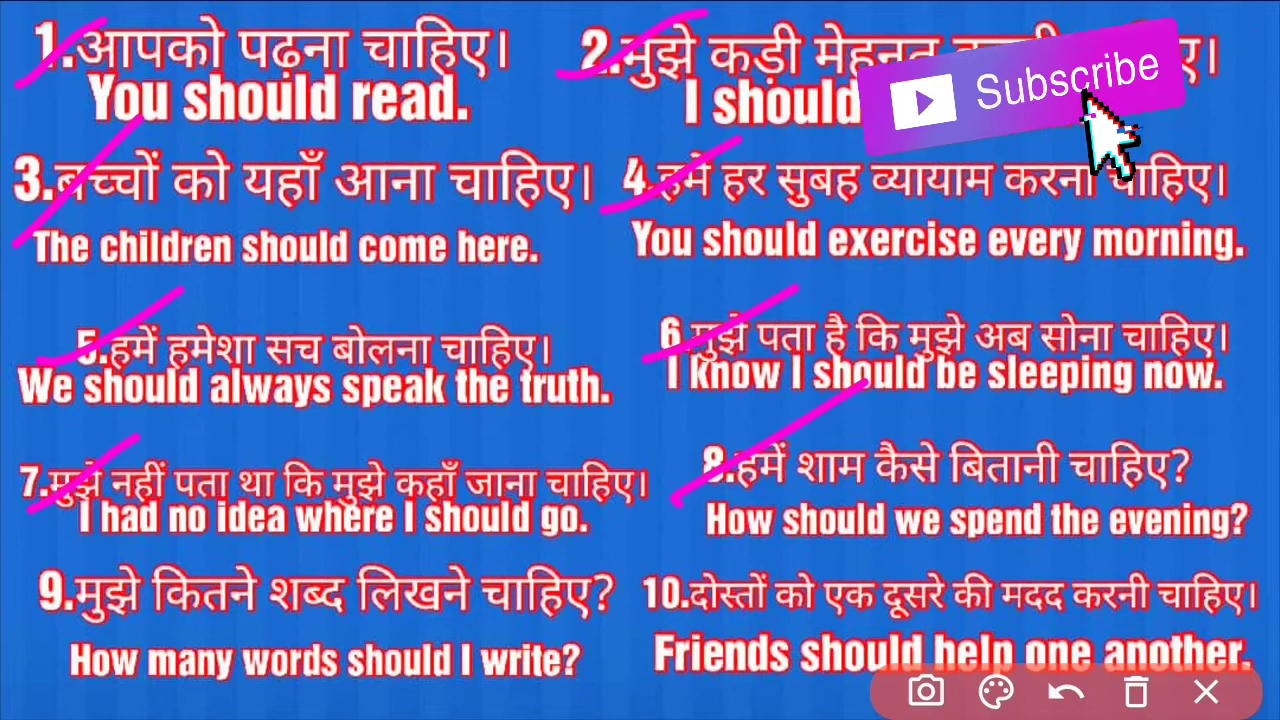 1.आपको पढ़ना चाहिए।
You should read.
2.मुझे कड़ी मेहनत
I should
Subscribe
3.बच्चों को यहाँ आना चाहिए।
The children should come here.
4.हमें हर सुबह व्यायाम करना चाहिए।
You should exercise every morning.
5.हमें हमेशा सच बोलना चाहिए।
We should always speak the truth.
6.मुझे पता है कि मुझे अब सोना चाहिए।
I know I should be sleeping now.
7.मुझे नहीं पता था कि मुझे कहाँ जाना चाहिए।
I had no idea where I should go.
8.हमें शाम कैसे बितानी चाहिए?
How should we spend the evening?
9.मुझे कितने शब्द लिखने चाहिए?
How many words should I write?
10.दोस्तों को एक दूसरे की मदद करनी चाहिए।
Friends should help one another.